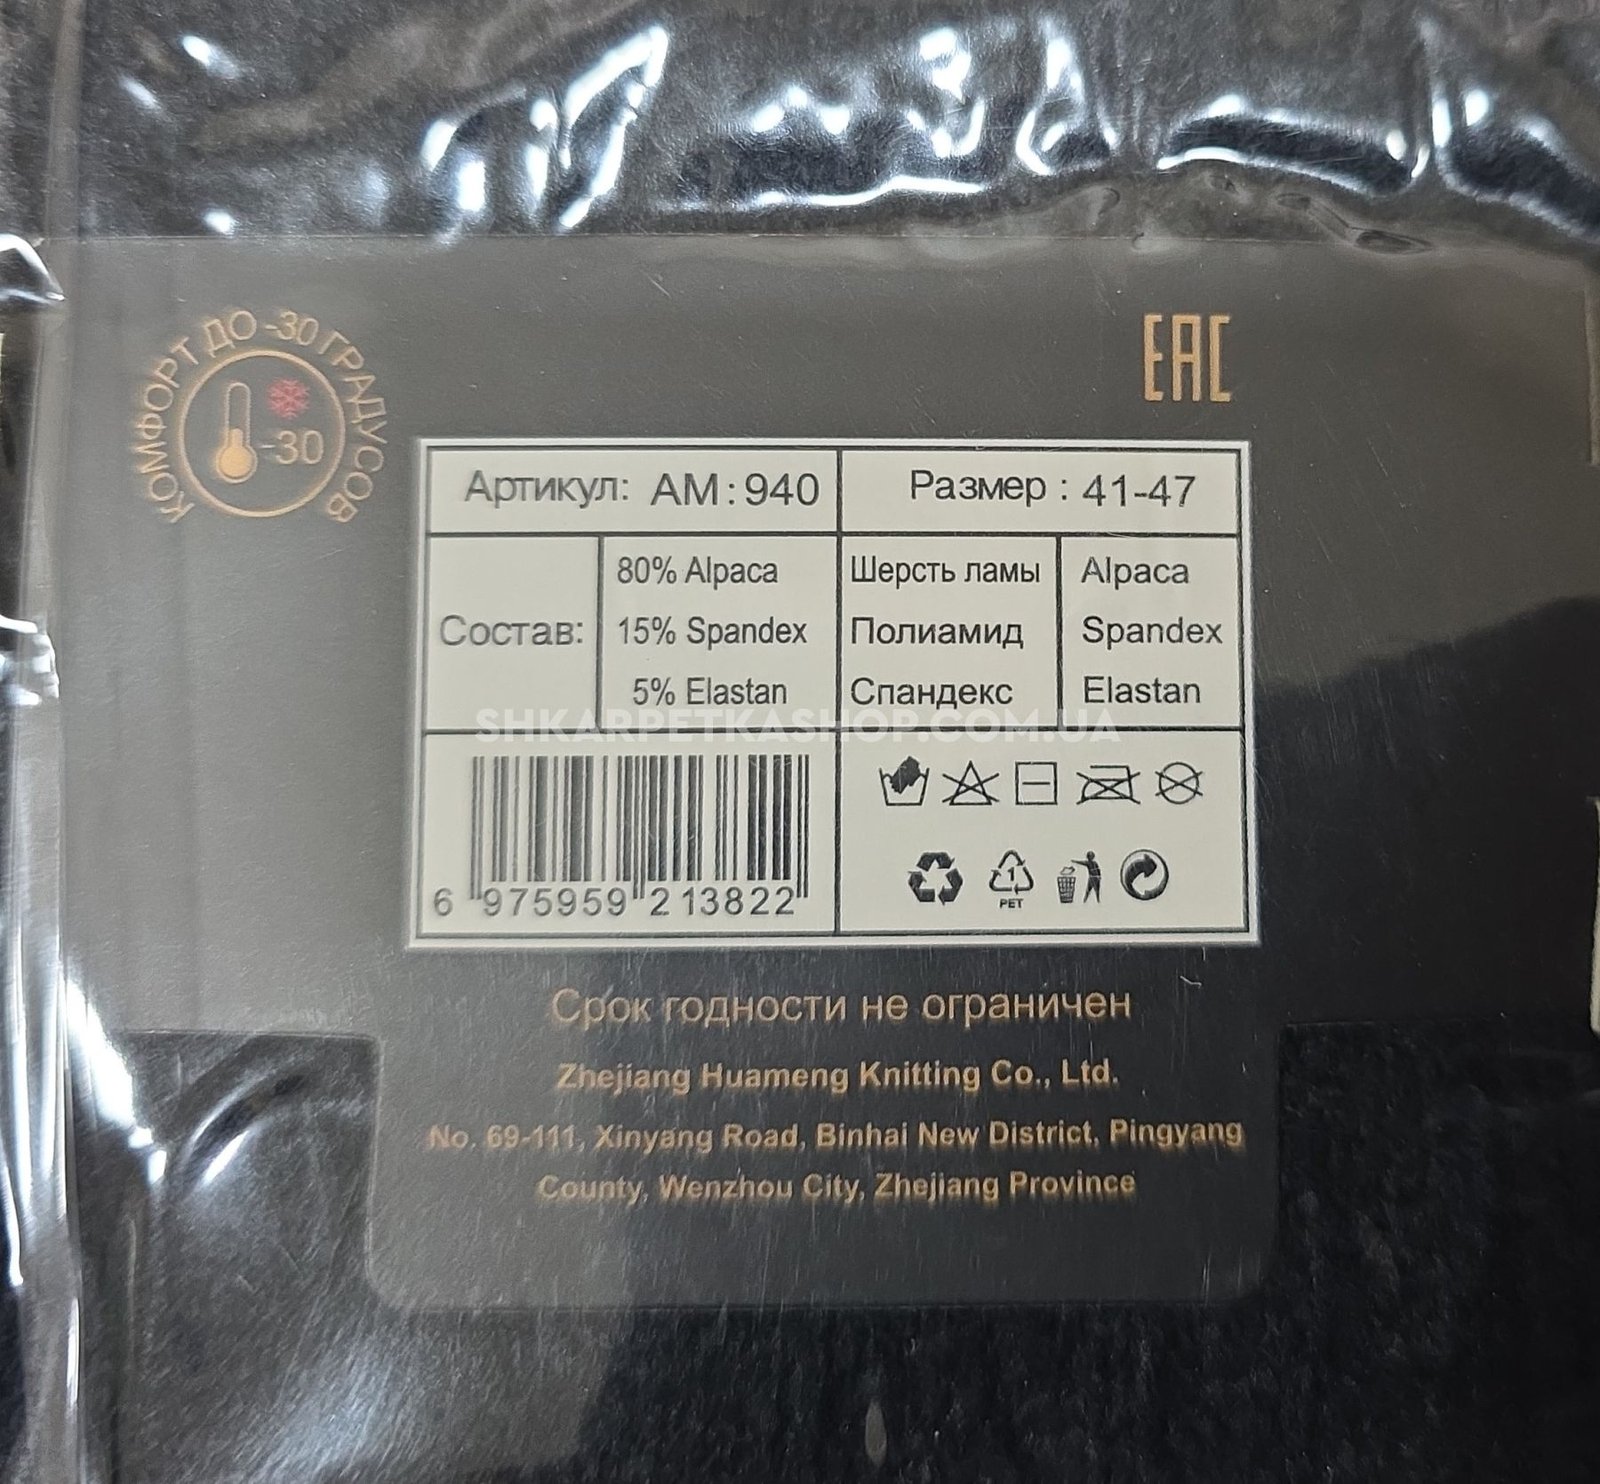 КОМФОРТ ДО -30 ГРАДУСОВ
-30
EAC
Артикул: AM:940
Размер : 41-47
Состав:
80% Alpaca
15% Spandex
5% Elastan
Шерсть ламы
Полиамид
Спандекс
Alpaca
Spandex
Elastan
SHKARPETKASHOP.COM.UA
6 975959 213822
1
PET
Срок годности не ограничен
Zhejiang Huameng Knitting Co., Ltd.
No. 69-111, Xinyang Road, Binhai New District, Pingyang
County, Wenzhou City, Zhejiang Province